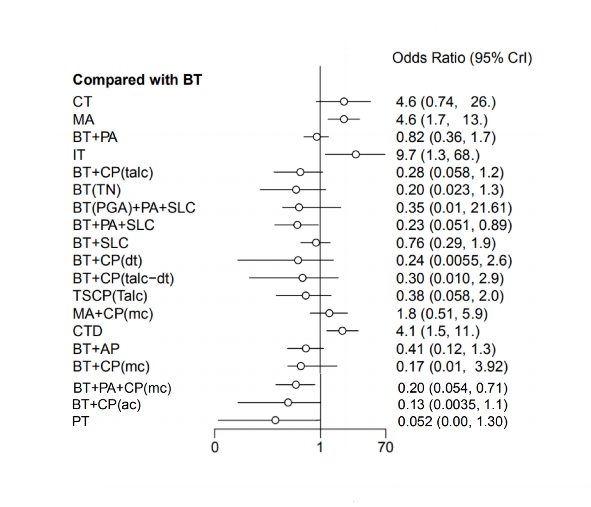 Odds Ratio (95% CrI)
Compared with BT
CT 4.6 (0.74, 26.)
MA 4.6 (1.7, 13.)
BT+PA 0.82 (0.36, 1.7)
IT 9.7 (1.3, 68.)
BT+CP(talc) 0.28 (0.058, 1.2)
BT(TN) 0.20 (0.023, 1.3)
BT(PGA)+PA+SLC 0.35 (0.01, 21.61)
BT+PA+SLC 0.23 (0.051, 0.89)
BT+SLC 0.76 (0.29, 1.9)
BT+CP(dt) 0.24 (0.0055, 2.6)
BT+CP(talc−dt) 0.30 (0.010, 2.9)
TSCP(Talc) 0.38 (0.058, 2.0)
MA+CP(mc) 1.8 (0.51, 5.9)
CTD 4.1 (1.5, 11.)
BT+AP 0.41 (0.12, 1.3)
BT+CP(mc) 0.17 (0.01, 3.92)
BT+PA+CP(mc) 0.20 (0.054, 0.71)
BT+CP(ac) 0.13 (0.0035, 1.1)
PT 0.052 (0.00, 1.30)
0 1 70